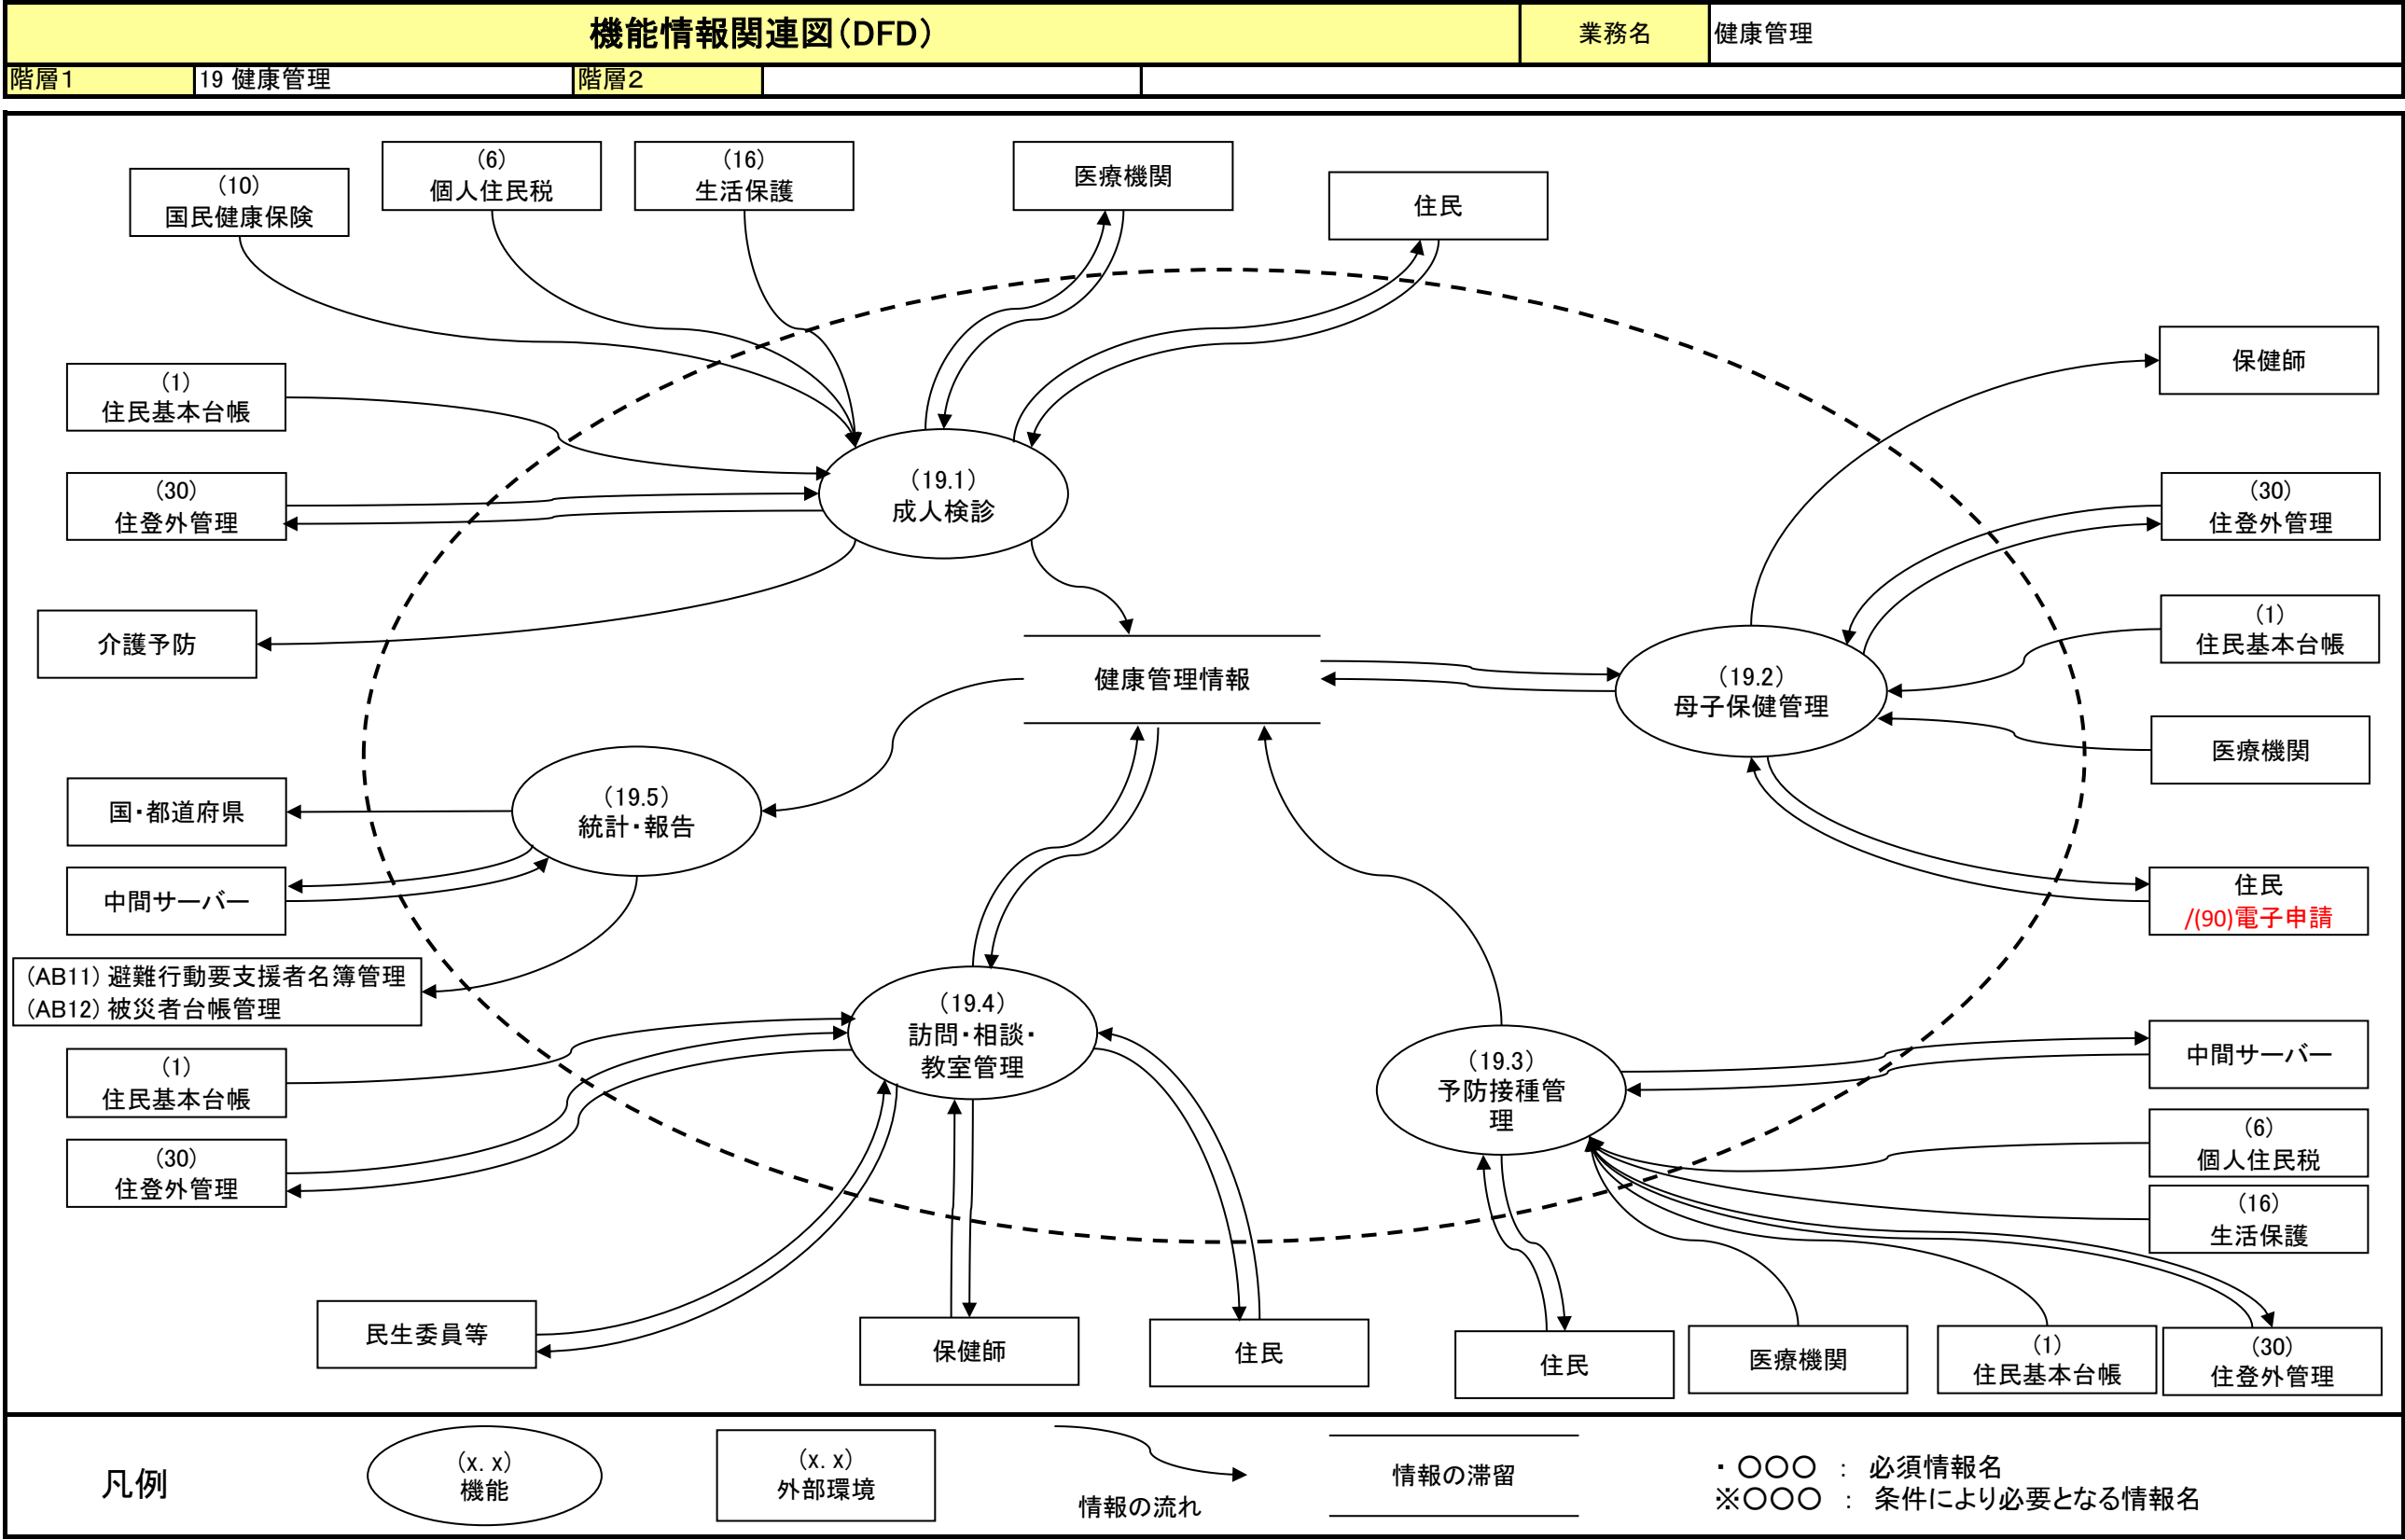 機能情報関連図(DFD)
業務名
健康管理
階層1
19 健康管理
階層2
(10)
国民健康保険
(6)
個人住民税
(16)
生活保護
医療機関
住民
(1)
住民基本台帳
(30)
住登外管理
介護予防
(19.1)
成人検診
保健師
(30)
住登外管理
(1)
住民基本台帳
医療機関
(19.2)
母子保健管理
健康管理情報
住民
/(90)電子申請
国・都道府県
中間サーバー
(19.5)
統計・報告
(AB11)避難行動要支援者名簿管理
(AB12)被災者台帳管理
(1)
住民基本台帳
(30)
住登外管理
(19.4)
訪問・相談・
教室管理
(19.3)
予防接種管
理
中間サーバー
(6)
個人住民税
(16)
生活保護
民生委員等
保健師
住民
住民
医療機関
(1)
住民基本台帳
(30)
住登外管理
凡例
(x. x)
機能
(x. x)
外部環境
情報の流れ
情報の滞留
・ ○○○ : 必須情報名
※○○○ : 条件により必要となる情報名